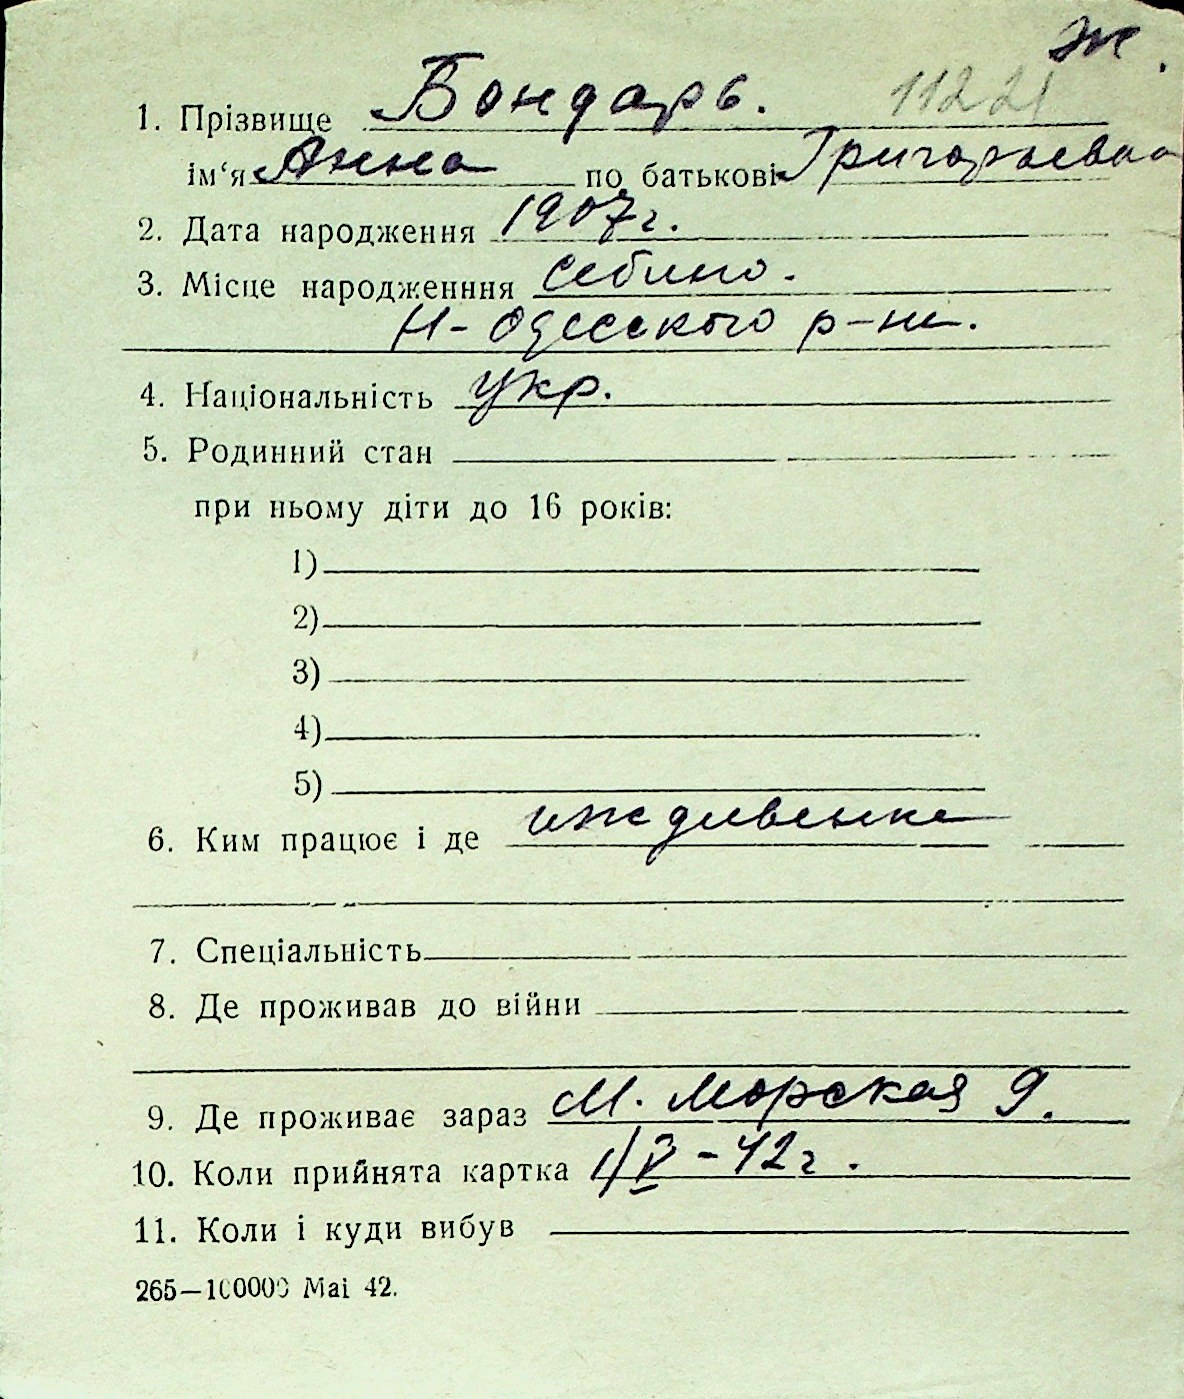 ж.
11221
1. Прізвище Бондарь.
ім‘я Анна по батькові Григорьевна
2. Дата народження 1907г.
3. Місце народженння Себино.
Н-Одесского р-на.
4. Національність укр.
5. Родинний стан
при ньому діти до 16 років:
1)
2)
3)
4)
5)
6. Ким працює і де иждивенка
7. Спеціальність
8. Де проживав до війни
9. Де проживає зараз М. Морская 9.
10. Коли прийнята картка 1/V-42г.
11. Коли і куди вибув
265—100000 Маі 42.